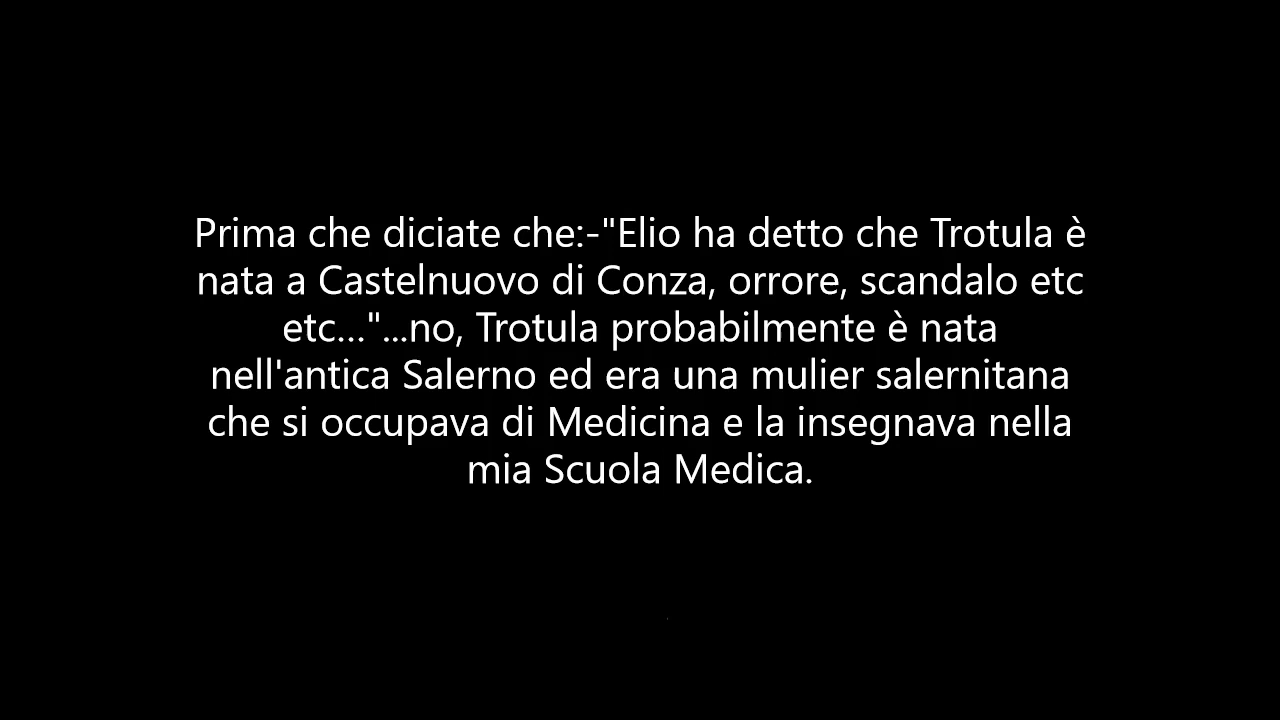 Prima che diciate che:-"Elio ha detto che Trotula è
nata a Castelnuovo di Conza, orrore, scandalo etc
etc..."...no, Trotula probabilmente è nata
nell'antica Salerno ed era una mulier salernitana
che si occupava di Medicina e la insegnava nella
mia Scuola Medica.